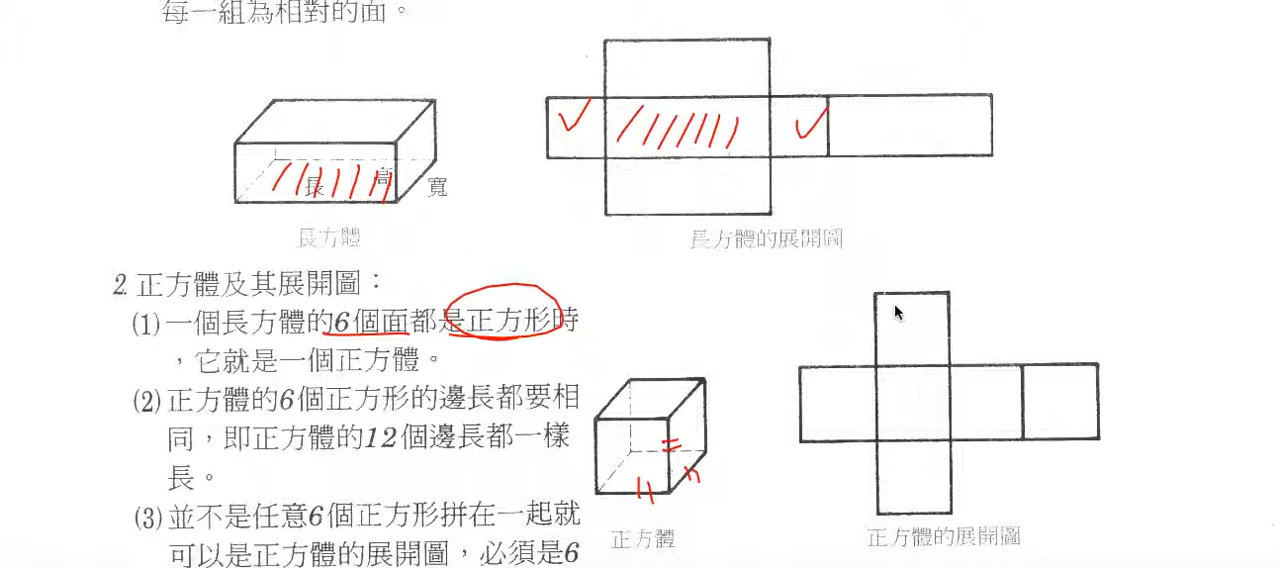 每一組為相對的面。
長
高
寬
長方體
長方體的展開圖
2 正方體及其展開圖：
(1) 一個長方體的6個面都是正方形時
，它就是一個正方體。
(2) 正方體的6個正方形的邊長都要相
同，即正方體的12個邊長都一樣
長。
(3) 並不是任意6個正方形拼在一起就
可以是正方體的展開圖，必須是6
正方體
正方體的展開圖